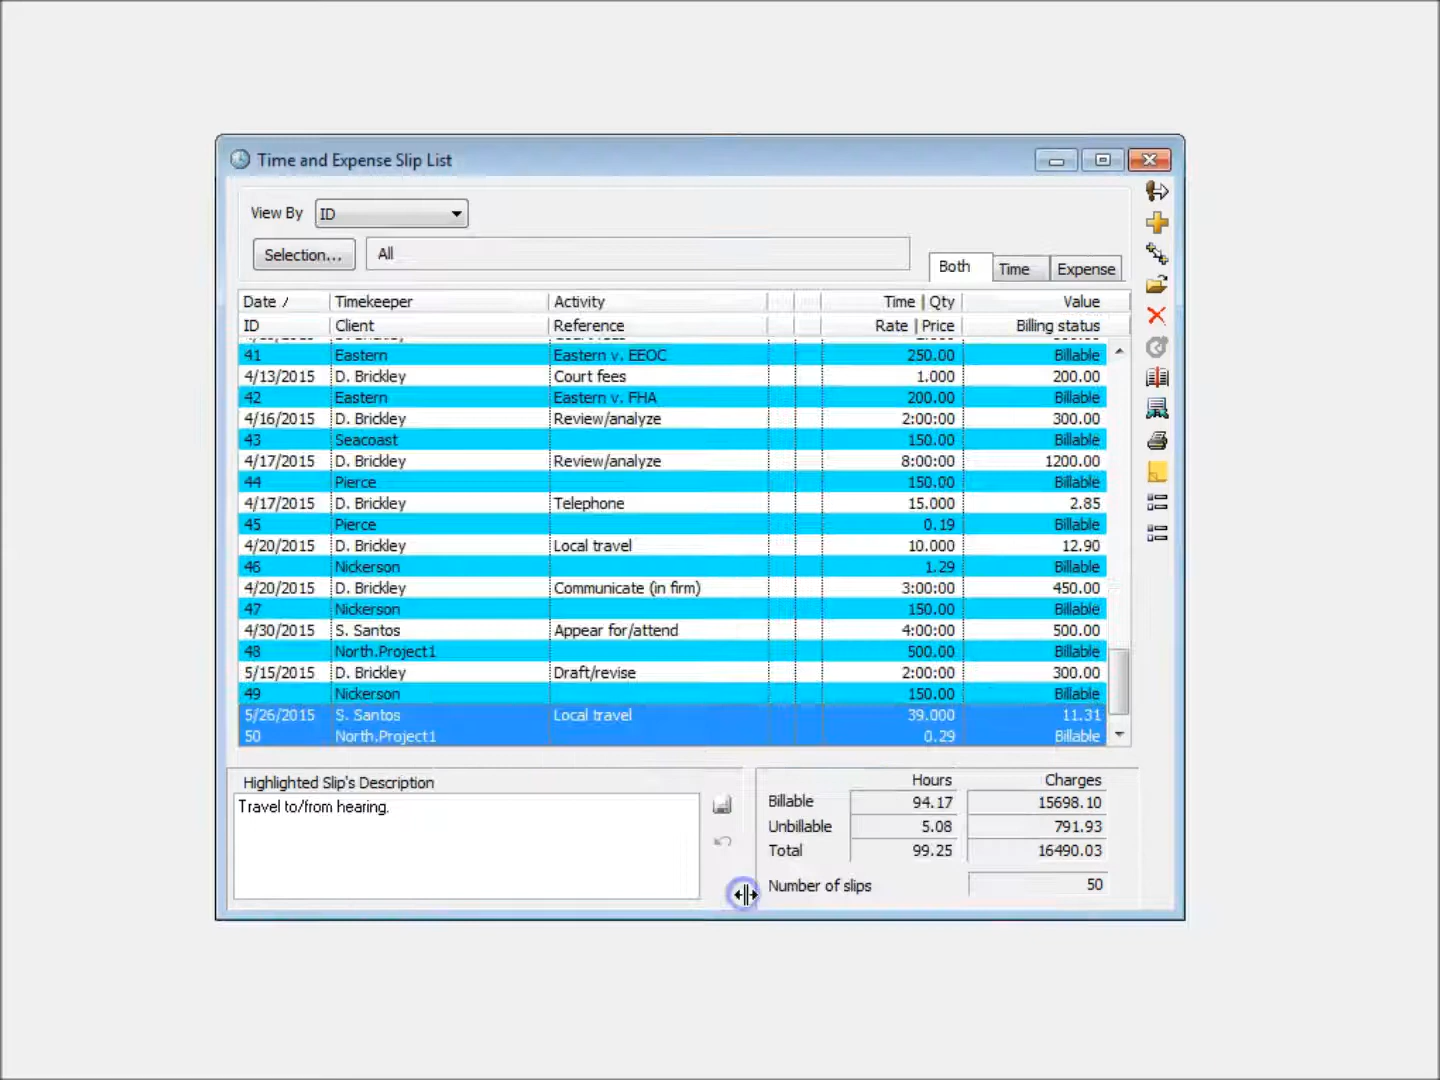 Time and Expense Slip List
View By ID
Selection... All
Both Time Expense
Date / Timekeeper Activity Time | Qty Value
ID Client Reference Rate | Price Billing status
41 Eastern Eastern v. EEOC 250.00 Billable
4/13/2015 D. Brickley Court fees 1.000 200.00
42 Eastern Eastern v. FHA 200.00 Billable
4/16/2015 D. Brickley Review/analyze 2:00:00 300.00
43 Seacoast 150.00 Billable
4/17/2015 D. Brickley Review/analyze 8:00:00 1200.00
44 Pierce 150.00 Billable
4/17/2015 D. Brickley Telephone 15.000 2.85
45 Pierce 0.19 Billable
4/20/2015 D. Brickley Local travel 10.000 12.90
46 Nickerson 1.29 Billable
4/20/2015 D. Brickley Communicate (in firm) 3:00:00 450.00
47 Nickerson 150.00 Billable
4/30/2015 S. Santos Appear for/attend 4:00:00 500.00
48 North.Project1 500.00 Billable
5/15/2015 D. Brickley Draft/revise 2:00:00 300.00
49 Nickerson 150.00 Billable
5/26/2015 S. Santos Local travel 39.000 11.31
50 North.Project1 0.29 Billable
Highlighted Slip's Description
Travel to/from hearing.
Hours Charges
Billable 94.17 15698.10
Unbillable 5.08 791.93
Total 99.25 16490.03
Number of slips 50